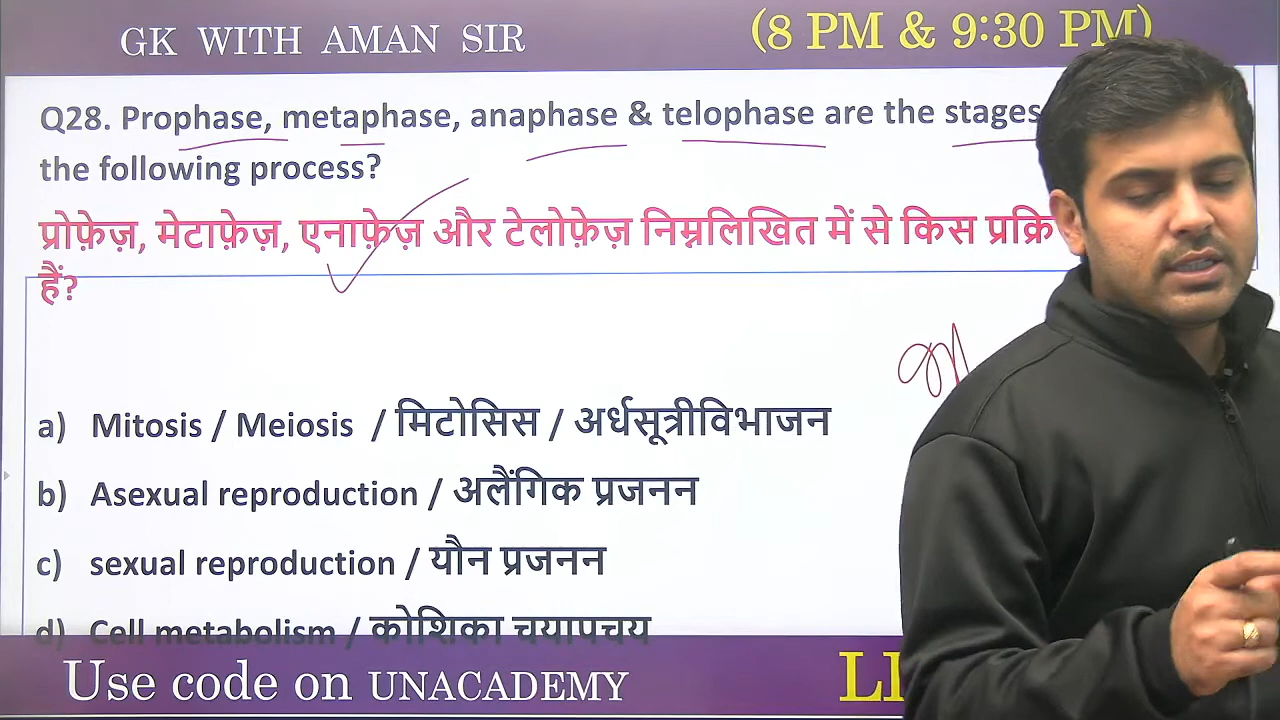 GK WITH AMAN SIR
(8 PM & 9:30 PM)
Q28. Prophase, metaphase, anaphase & telophase are the stages
the following process?
प्रोफ़ेज़, मेटाफ़ेज़, एनाफ़ेज़ और टेलोफ़ेज़ निम्नलिखित में से किस
हैं?
a) Mitosis / Meiosis / मिटोसिस / अर्धसूत्रीविभाजन
b) Asexual reproduction / अलैंगिक प्रजनन
c) sexual reproduction / यौन प्रजनन
d) Cell metabolism / कोशिका चयापचय
Use code on UNACADEMY